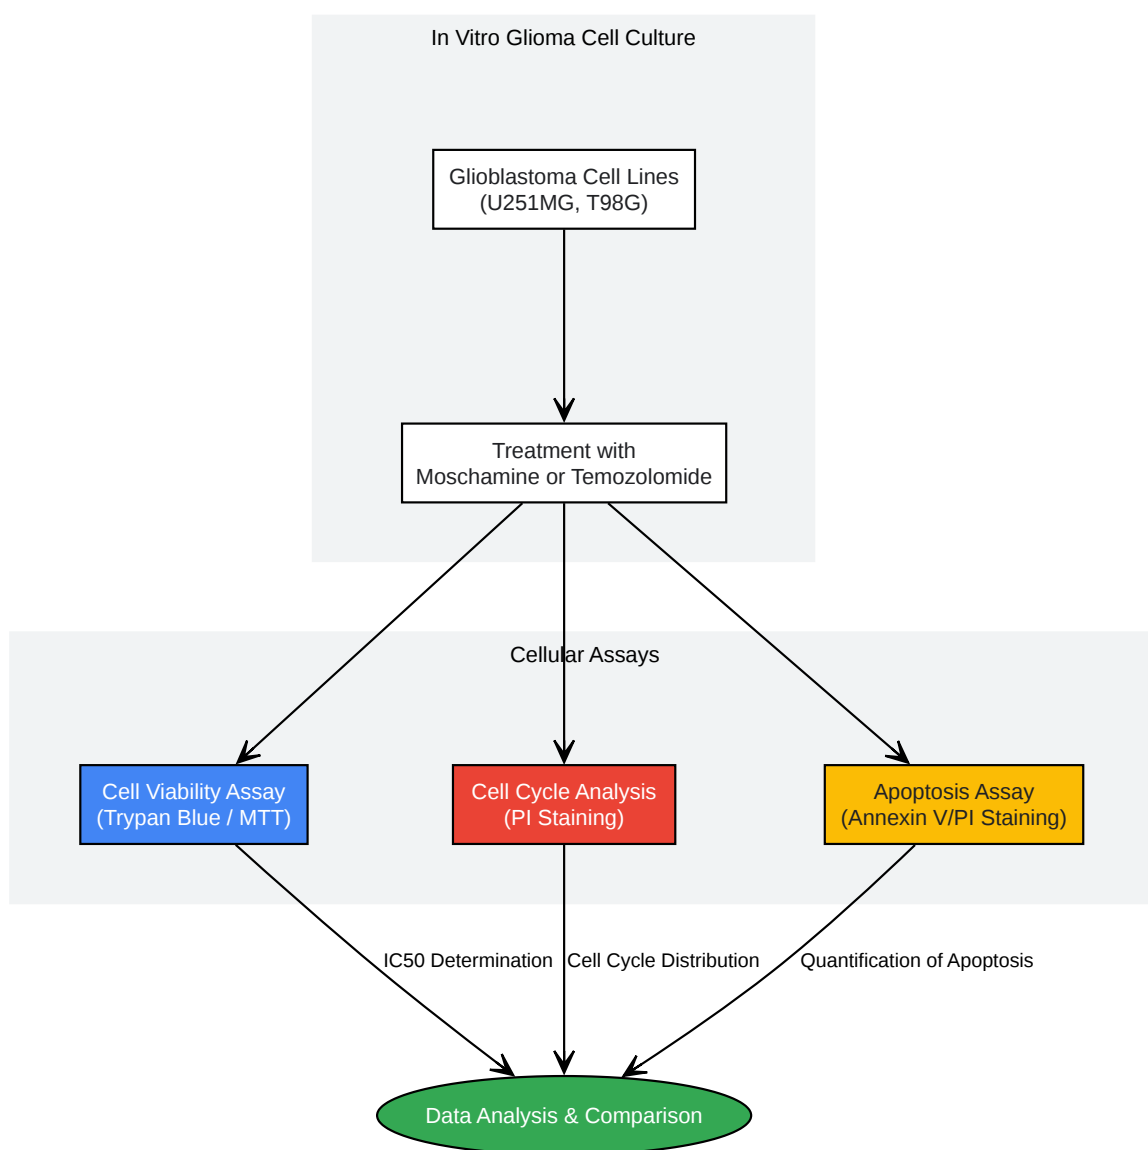 In Vitro Glioma Cell Culture
Glioblastoma Cell Lines
(U251MG, T98G)
Treatment with
Moschamine or Temozolomide
Cellular Assays
Cell Viability Assay
(Trypan Blue / MTT)
Cell Cycle Analysis
(PI Staining)
Apoptosis Assay
(Annexin V/PI Staining)
IC50 Determination
Cell Cycle Distribution
Quantification of Apoptosis
Data Analysis & Comparison